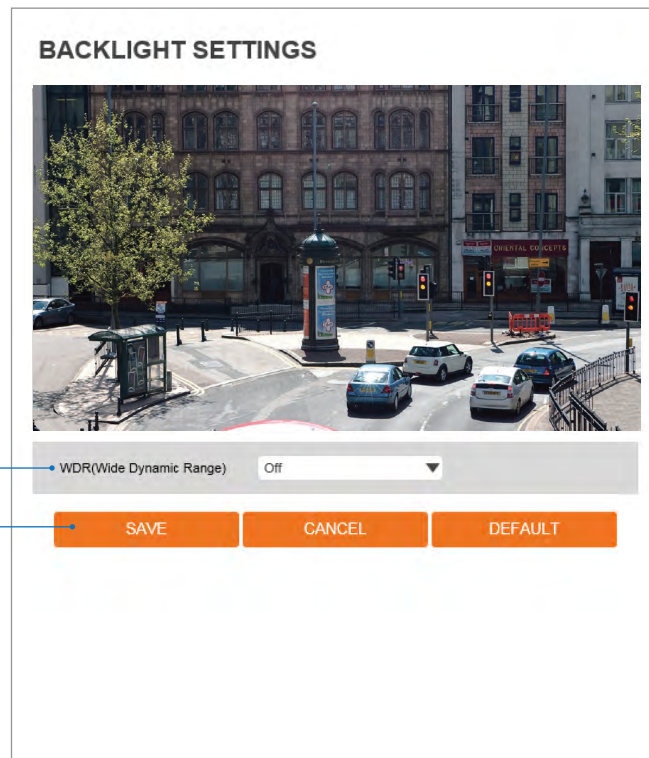 BACKLIGHT SETTINGS
ORIENTAL CONCEPTS
WDR(Wide Dynamic Range) Off
SAVE CANCEL DEFAULT